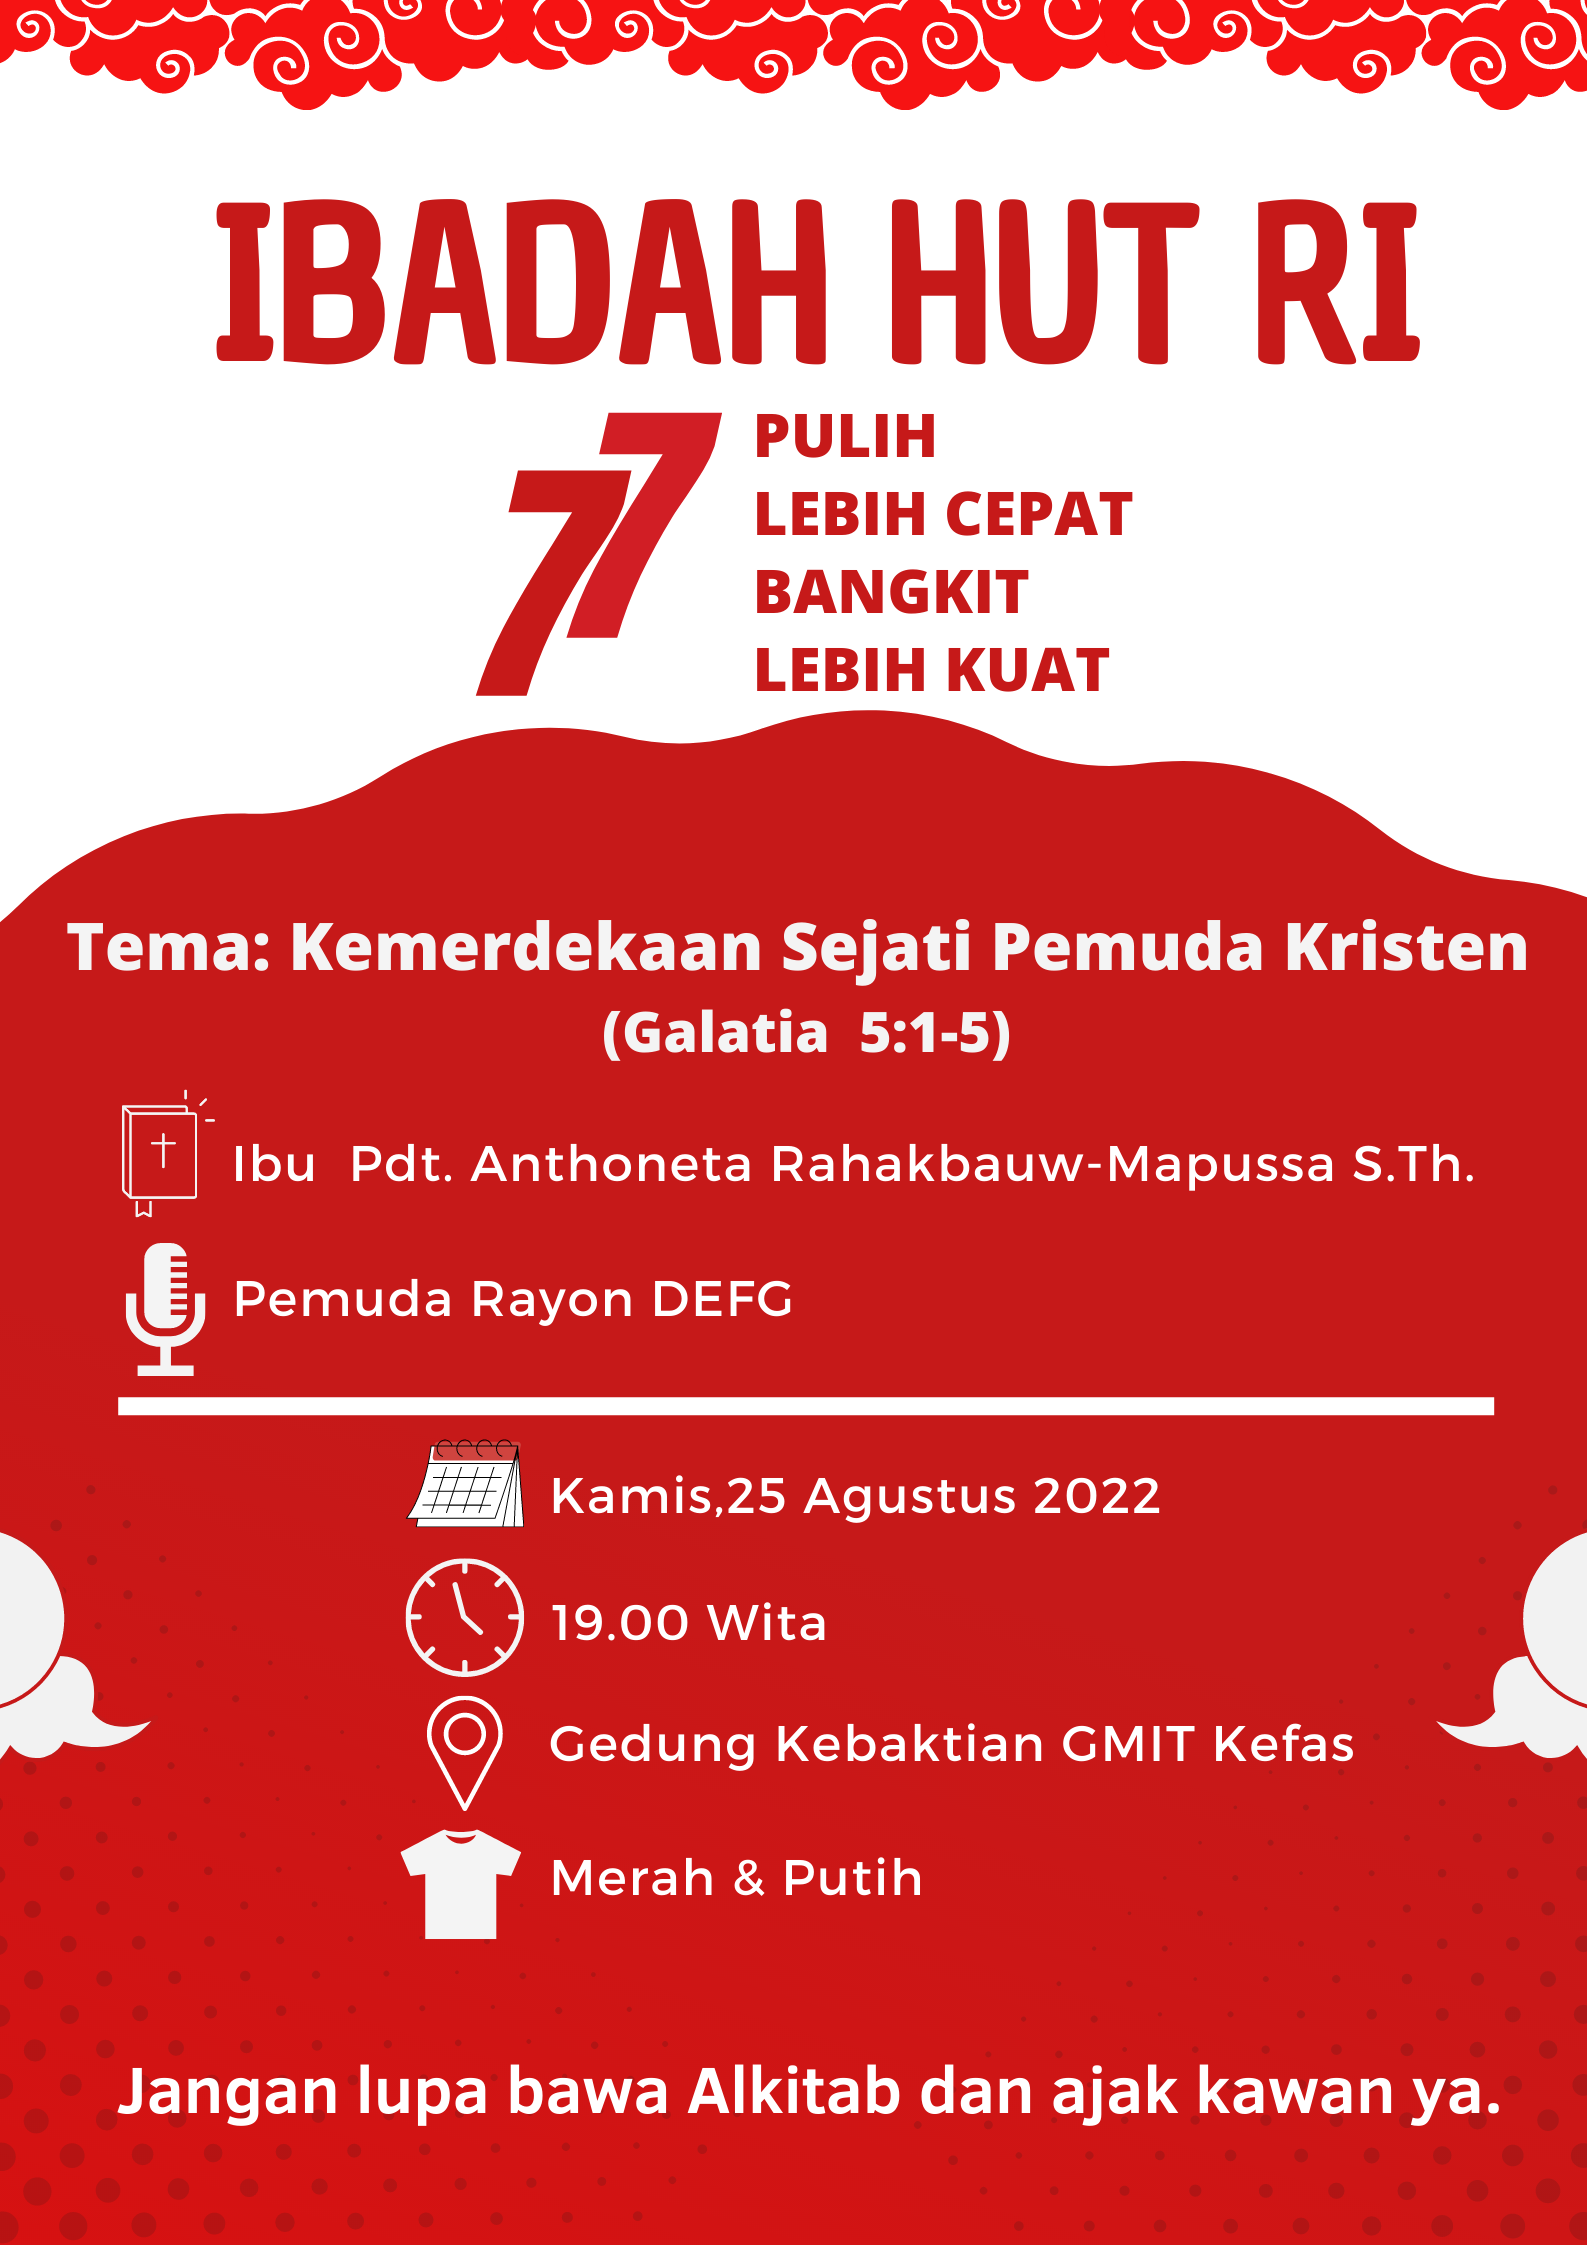 IBADAH HUT RI
77
PULIH
LEBIH CEPAT
BANGKIT
LEBIH KUAT
Tema: Kemerdekaan Sejati Pemuda Kristen
(Galatia  5:1-5)
Ibu  Pdt. Anthoneta Rahakbauw-Mapussa S.Th.
Pemuda Rayon DEFG
Kamis,25 Agustus 2022
19.00 Wita
Gedung Kebaktian GMIT Kefas
Merah & Putih
Jangan lupa bawa Alkitab dan ajak kawan ya.